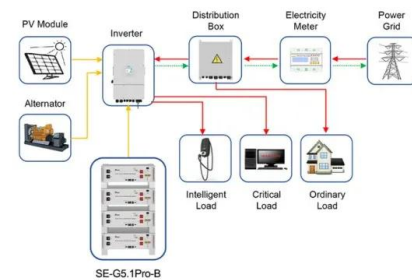 PV Module
Inverter
Distribution
Box
Electricity
Meter
Power
Grid
Alternator
Intelligent
Load
Critical
Load
Ordinary
Load
SE-G5.1Pro-B